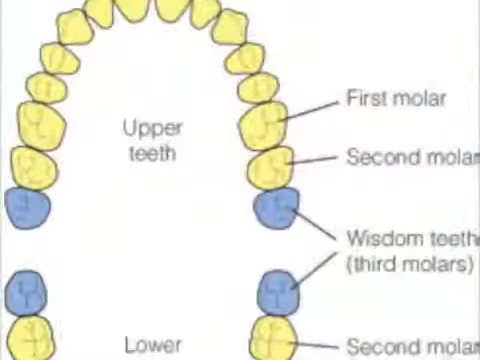 First molar
Upper
teeth
Second molar
Wisdom teeth
(third molars)
Lower
Second molar